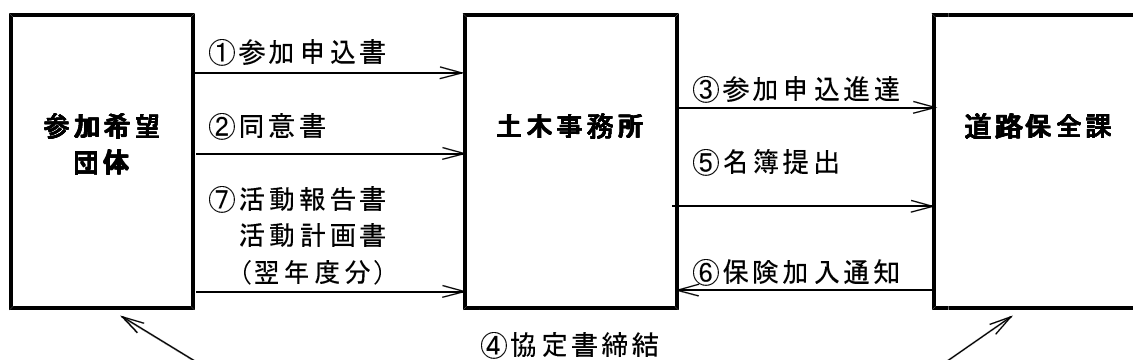 ①参加申込書
③参加申込進達
参加希望
団体
②同意書
土木事務所
道路保全課
⑤名簿提出
⑦活動報告書
活動計画書
(翌年度分)
⑥保険加入通知
④協定書締結